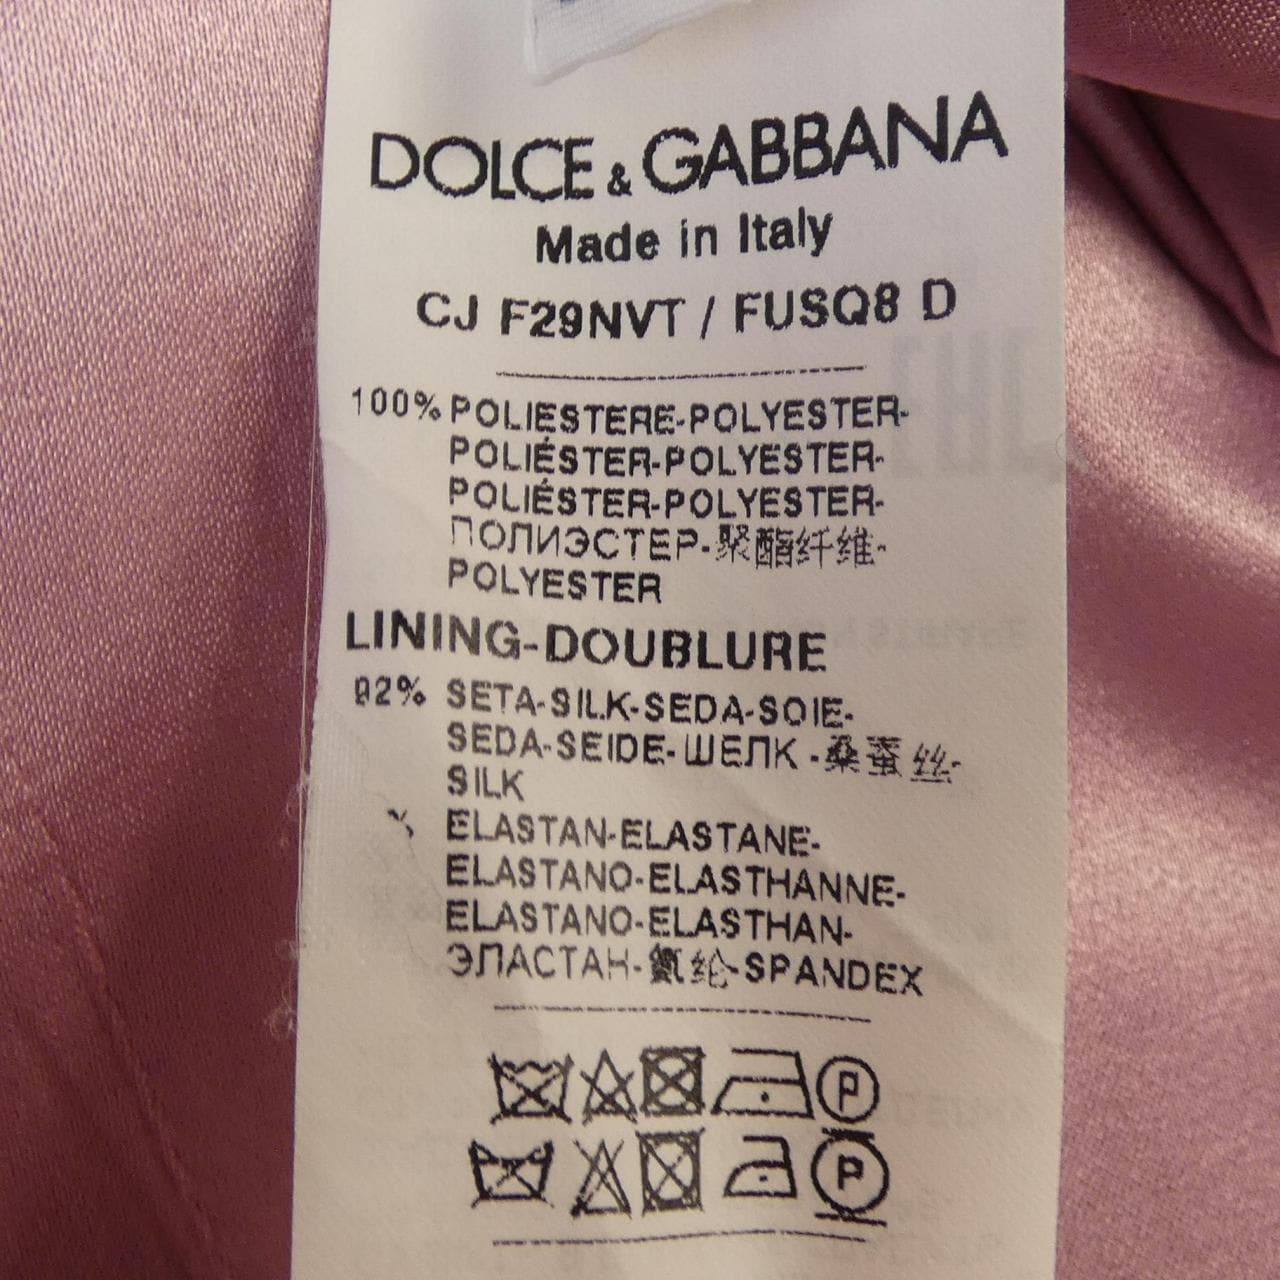 DOLCE & GABBANA
Made in Italy
CJ F29NVT / FUSQ8 D
100% POLIESTERE-POLYESTER-
POLIÉSTER-POLYESTER-
POLIÉSTER-POLYESTER-
ПОЛИЭСТЕР-聚酯纤维-
POLYESTER
LINING-DOUBLURE
92% SETA-SILK-SEDA-SOIE-
SEDA-SEIDE-ШЕЛК-桑蚕丝-
SILK
ELASTAN-ELASTANE-
ELASTANO-ELASTHANNE-
ELASTANO-ELASTHAN-
ЭЛАСТАН-氨纶-SPANDEX
P
P